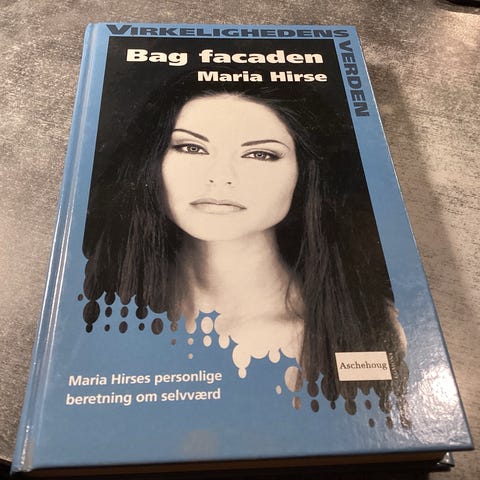 VIRKELIGHEDENS VERDEN
Bag facaden
Maria Hirse
Maria Hirses personlige
beretning om selvværd
Aschehoug